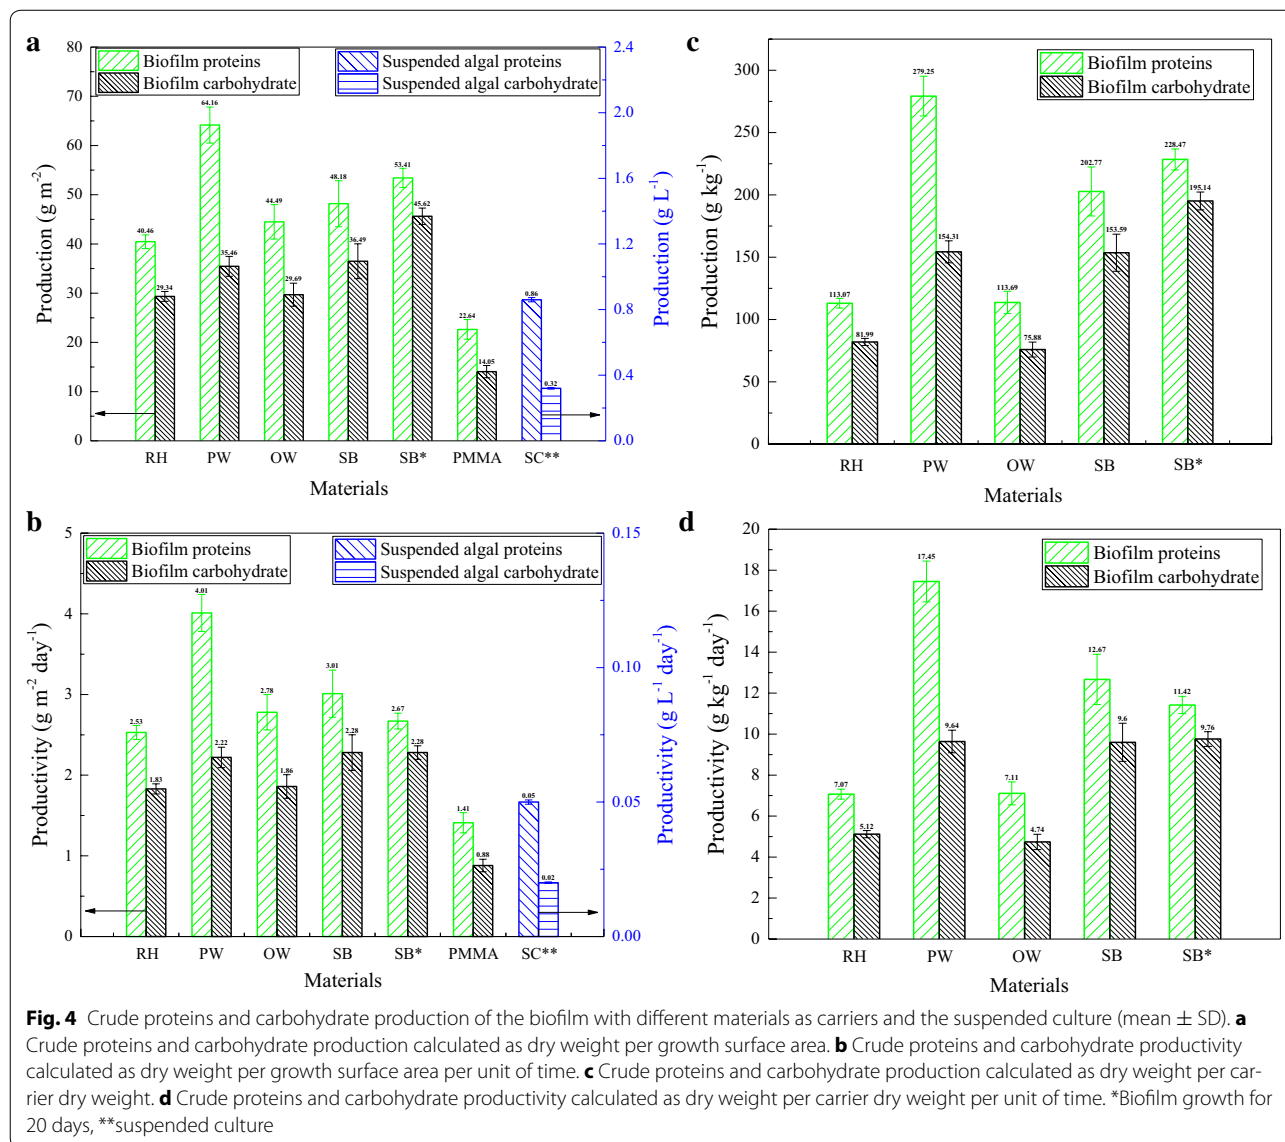 a
80
70
60
50
40
30
20
10
0
Production (g m-2)
Biofilm proteins
Biofilm carbohydrate
Suspended algal proteins
Suspended algal carbohydrate
2.4
2.0
1.6
1.2
0.8
0.4
0.0
Production (g L-1)
40.46
29.34
64.16
35.46
44.49
29.69
48.18
36.49
53.41
45.62
22.64
14.05
0.86
0.32
RH PW OW SB SB* PMMA SC**
Materials
c
300
250
200
150
100
50
0
Production (g kg-1)
Biofilm proteins
Biofilm carbohydrate
113.07
81.99
279.25
154.31
113.69
75.88
202.77
153.59
228.47
195.14
RH PW OW SB SB*
Materials
b
5
4
3
2
1
0
Productivity (g m-2 day-1)
Biofilm proteins
Biofilm carbohydrate
Suspended algal proteins
Suspended algal carbohydrate
0.15
0.10
0.05
0.00
Productivity (g L-1 day-1)
2.53
1.83
4.01
2.22
2.78
1.86
3.01
2.28
2.67
2.28
1.41
0.88
0.05
0.02
RH PW OW SB SB* PMMA SC**
Materials
d
20
18
16
14
12
10
8
6
4
2
0
Productivity (g kg-1 day-1)
Biofilm proteins
Biofilm carbohydrate
7.07
5.12
17.45
9.64
7.11
4.74
12.67
9.6
11.42
9.76
RH PW OW SB SB*
Materials
Fig. 4 Crude proteins and carbohydrate production of the biofilm with different materials as carriers and the suspended culture (mean ± SD). a
Crude proteins and carbohydrate production calculated as dry weight per growth surface area. b Crude proteins and carbohydrate productivity
calculated as dry weight per growth surface area per unit of time. c Crude proteins and carbohydrate production calculated as dry weight per car-
rier dry weight. d Crude proteins and carbohydrate productivity calculated as dry weight per carrier dry weight per unit of time. *Biofilm growth for
20 days, **suspended culture